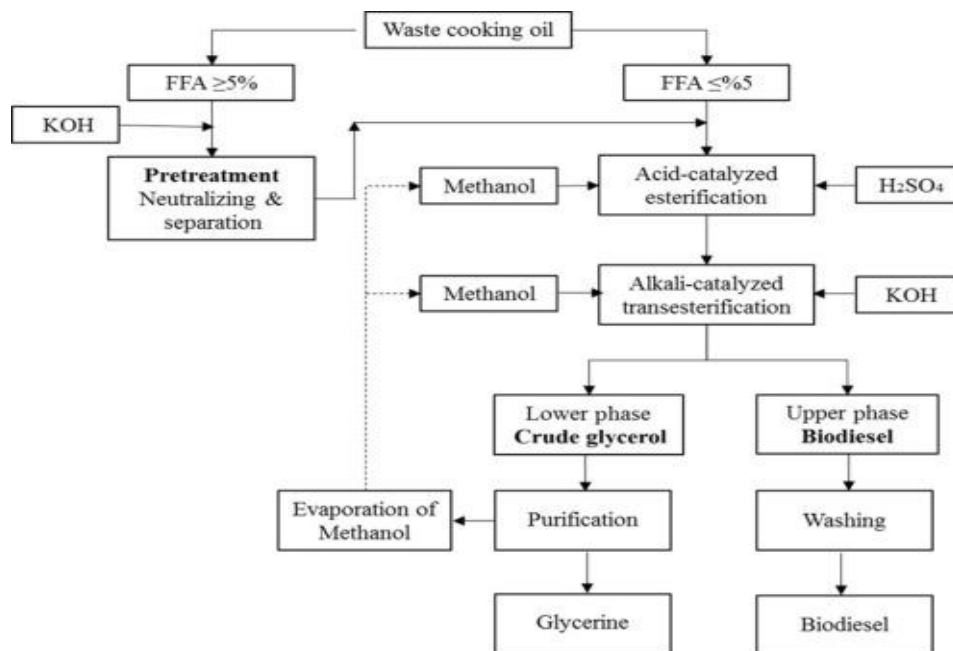 Waste cooking oil
FFA ≥5%
FFA ≤%5
KOH
Pretreatment
Neutralizing &
separation
Methanol
Acid-catalyzed
esterification
H₂SO₄
Methanol
Alkali-catalyzed
transesterification
KOH
Lower phase
Crude glycerol
Upper phase
Biodiesel
Evaporation of
Methanol
Purification
Washing
Glycerine
Biodiesel